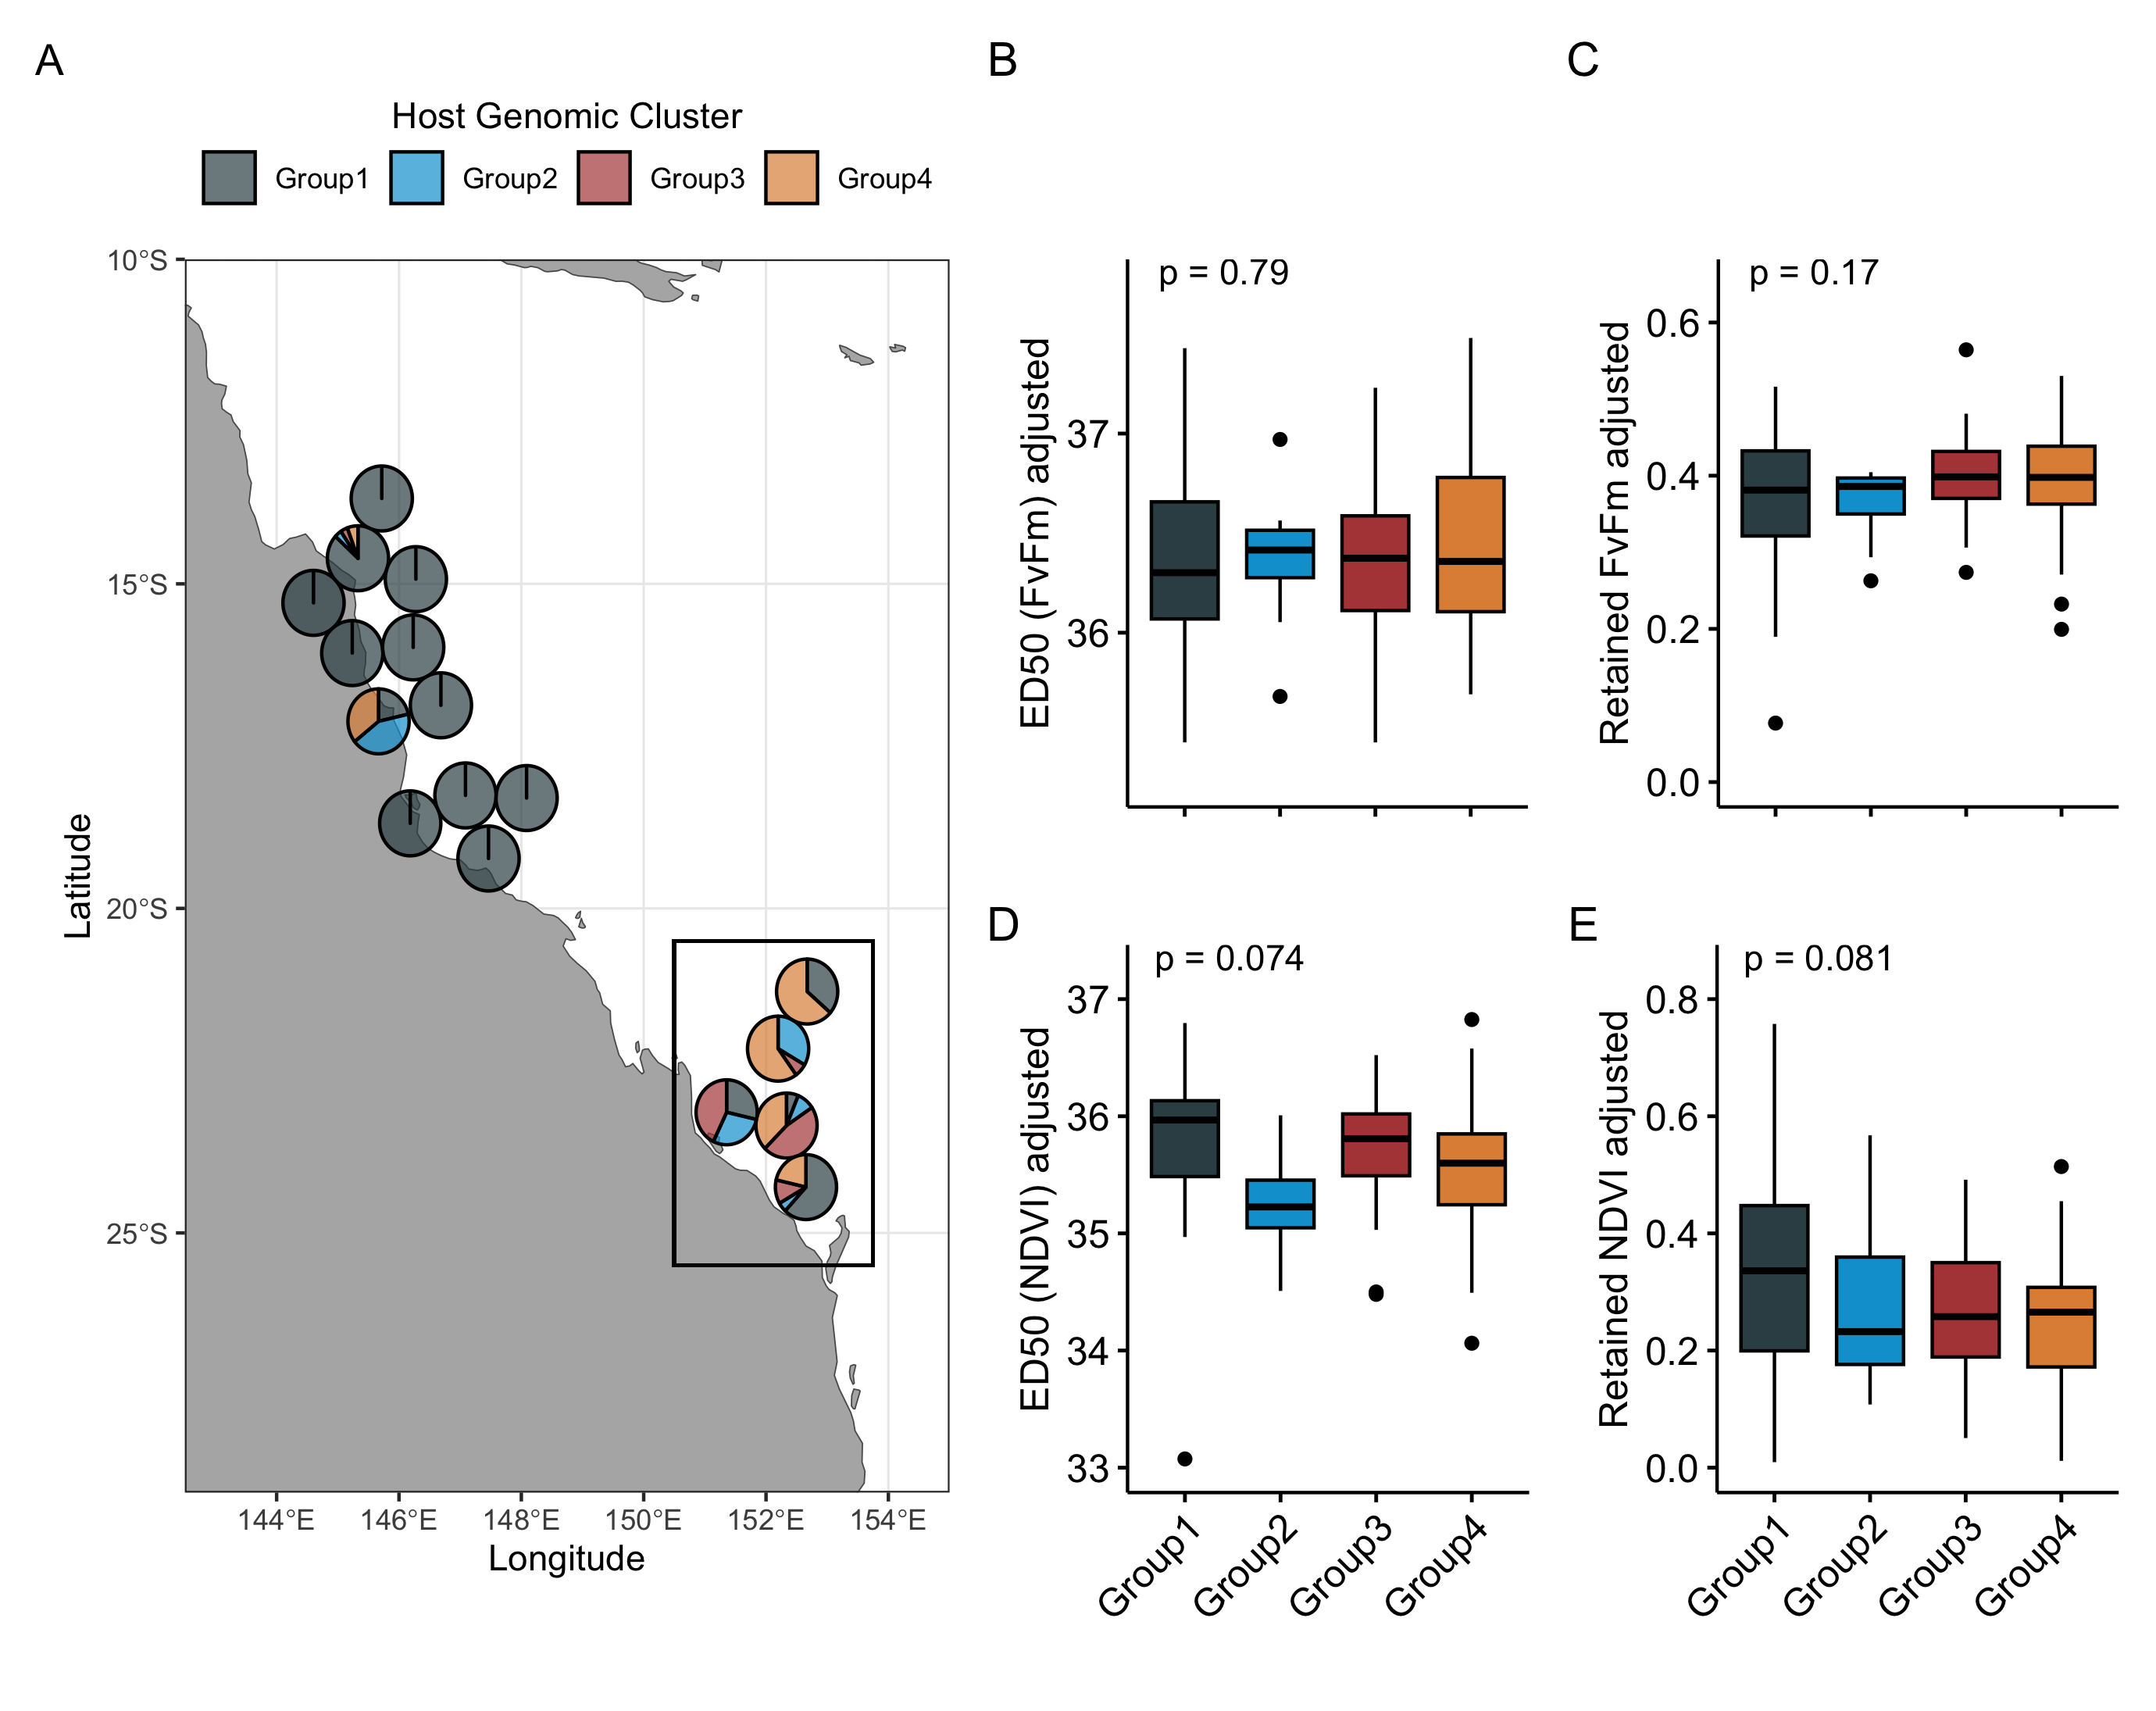 A
Host Genomic Cluster
Group1 Group2 Group3 Group4
10°S
15°S
20°S
25°S
Latitude
144°E 146°E 148°E 150°E 152°E 154°E
Longitude
B
p = 0.79
ED50 (FvFm) adjusted
37
36
C
p = 0.17
Retained FvFm adjusted
0.6
0.4
0.2
0.0
D
p = 0.074
ED50 (NDVI) adjusted
37
36
35
34
33
Group1 Group2 Group3 Group4
E
p = 0.081
Retained NDVI adjusted
0.8
0.6
0.4
0.2
0.0
Group1 Group2 Group3 Group4